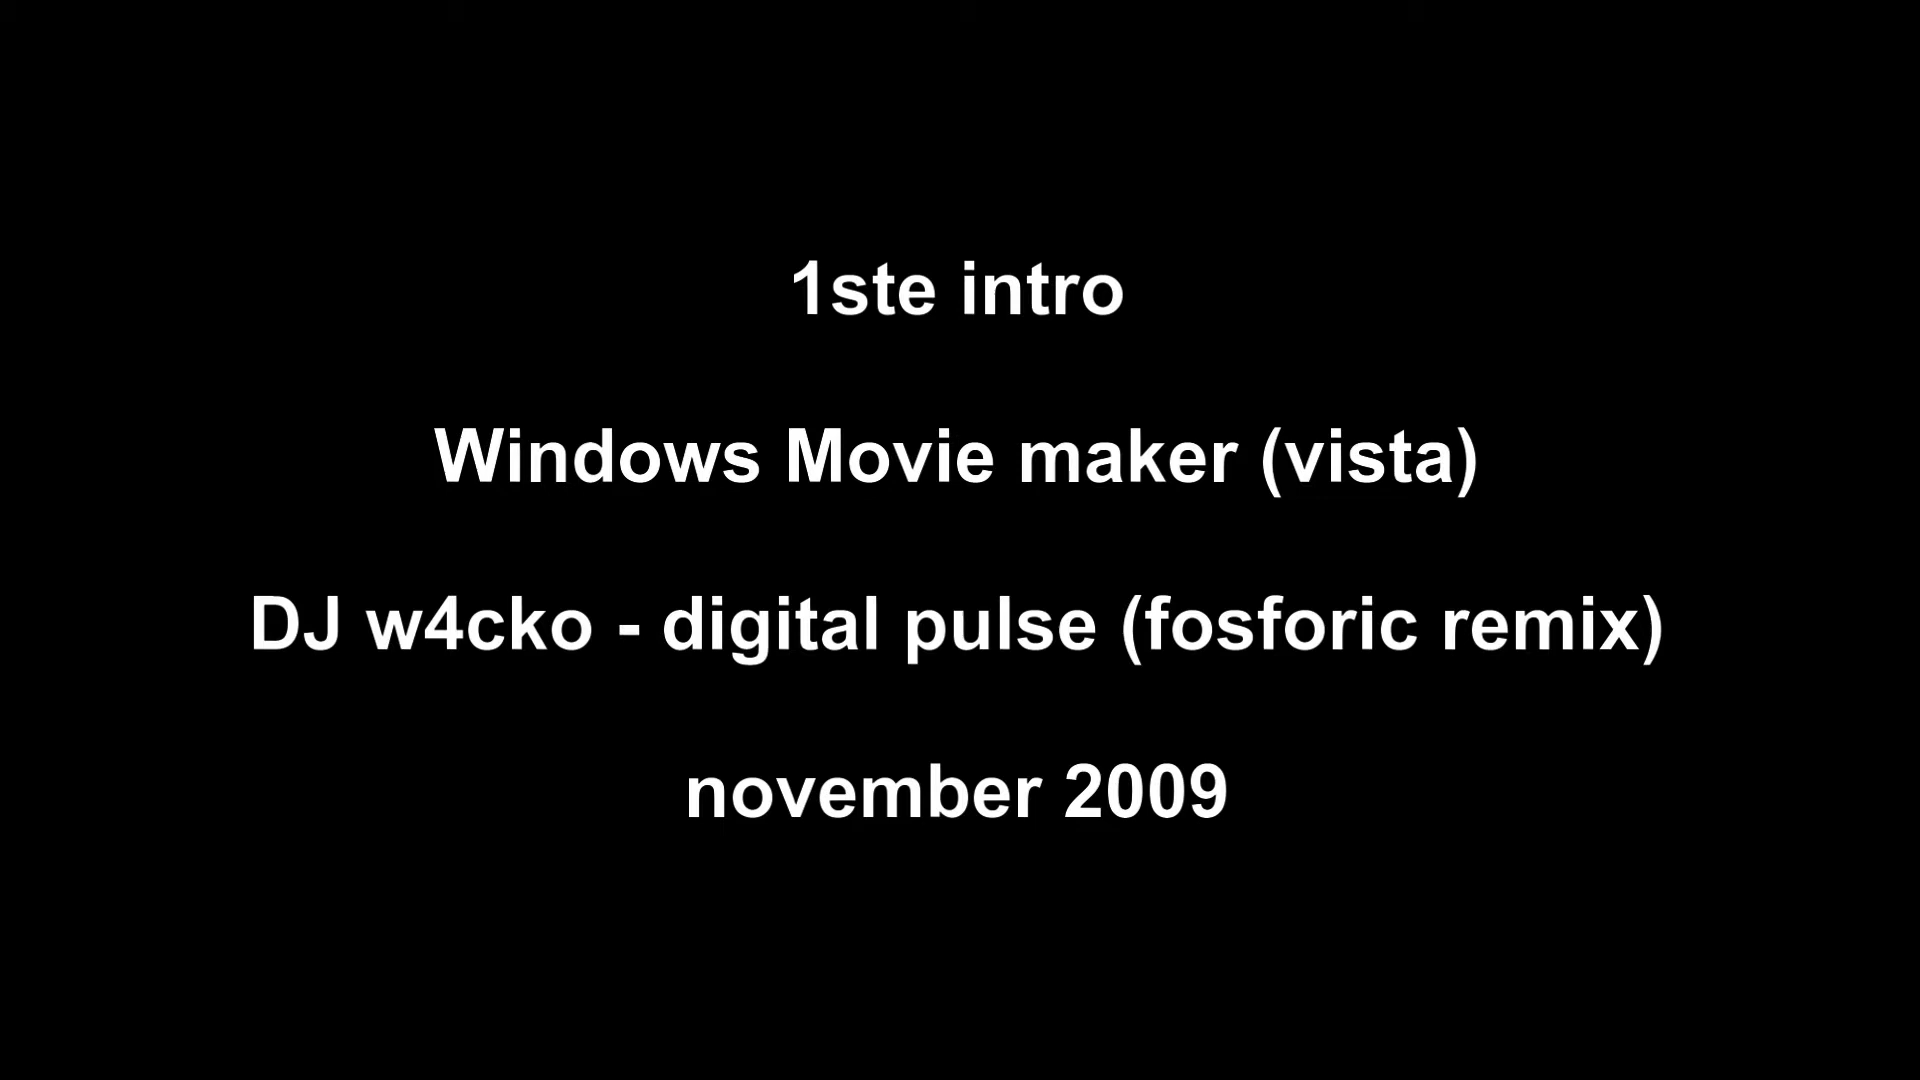 1ste intro
Windows Movie maker (vista)
DJ w4cko - digital pulse (fosforic remix)
november 2009